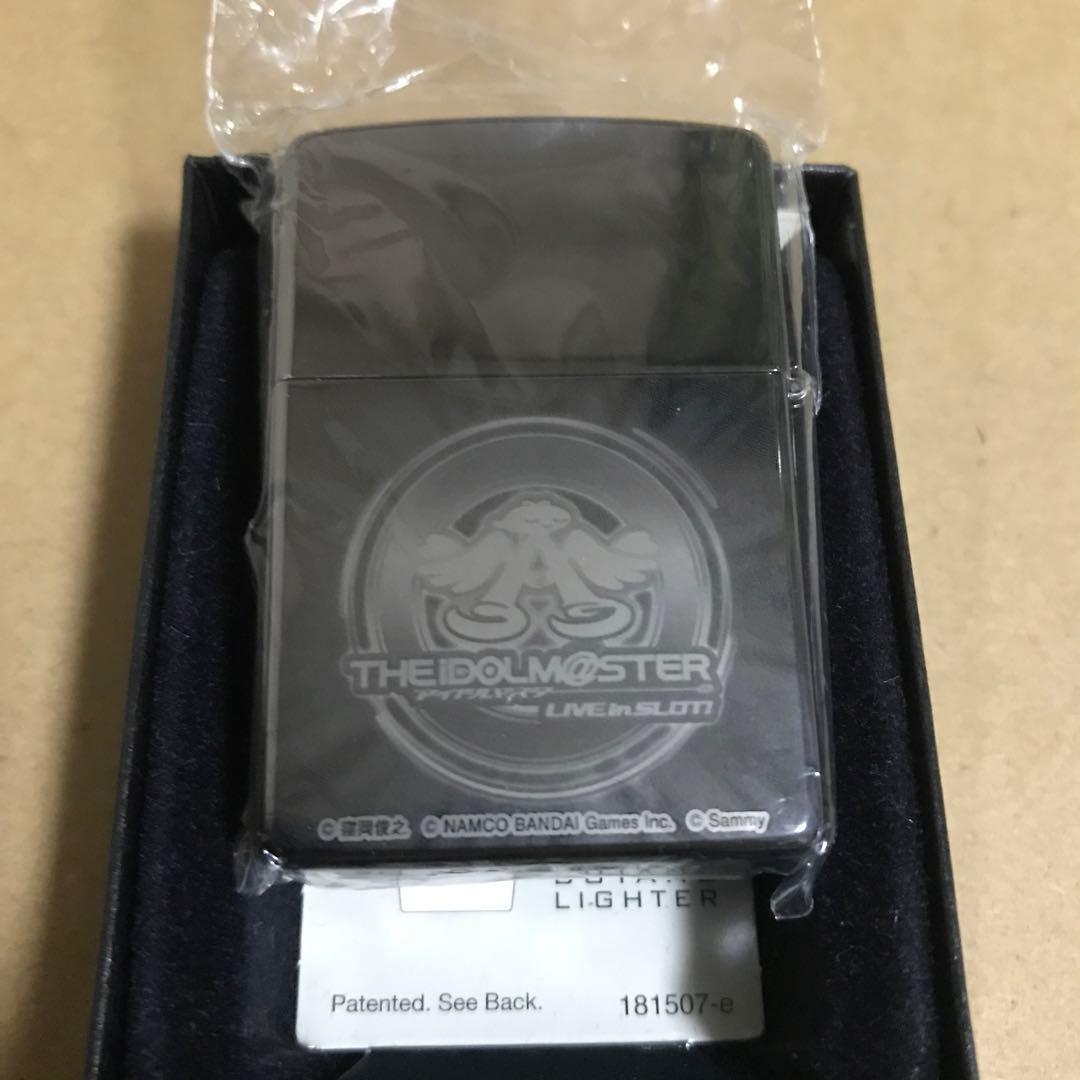 THE iDOLM@STER
アイドルマスター
LIVE in SLOT!
© 窪岡俊之 © NAMCO BANDAI Games Inc. © Sammy
LIGHTER
Patented. See Back. 181507-e